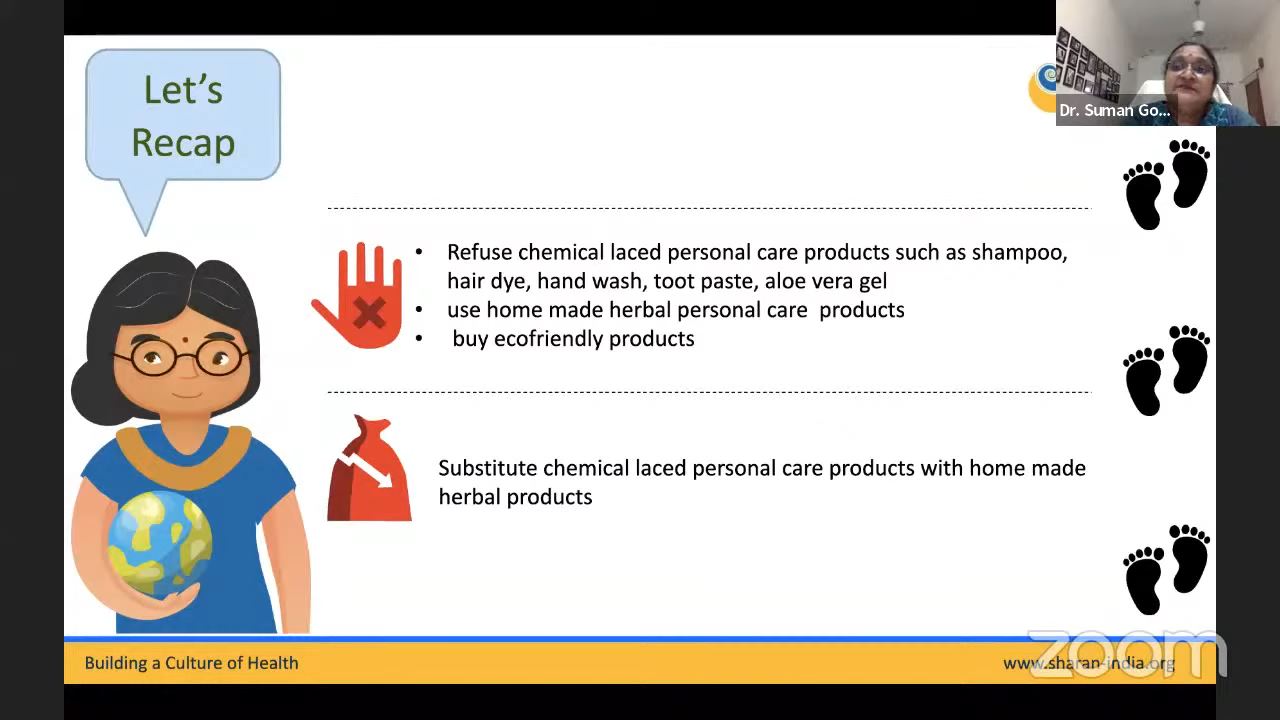 Let's
Recap
Dr. Suman Go...
• Refuse chemical laced personal care products such as shampoo,
hair dye, hand wash, toot paste, aloe vera gel
• use home made herbal personal care products
• buy ecofriendly products
Substitute chemical laced personal care products with home made
herbal products
Building a Culture of Health
www.sharan-india.org
zoom